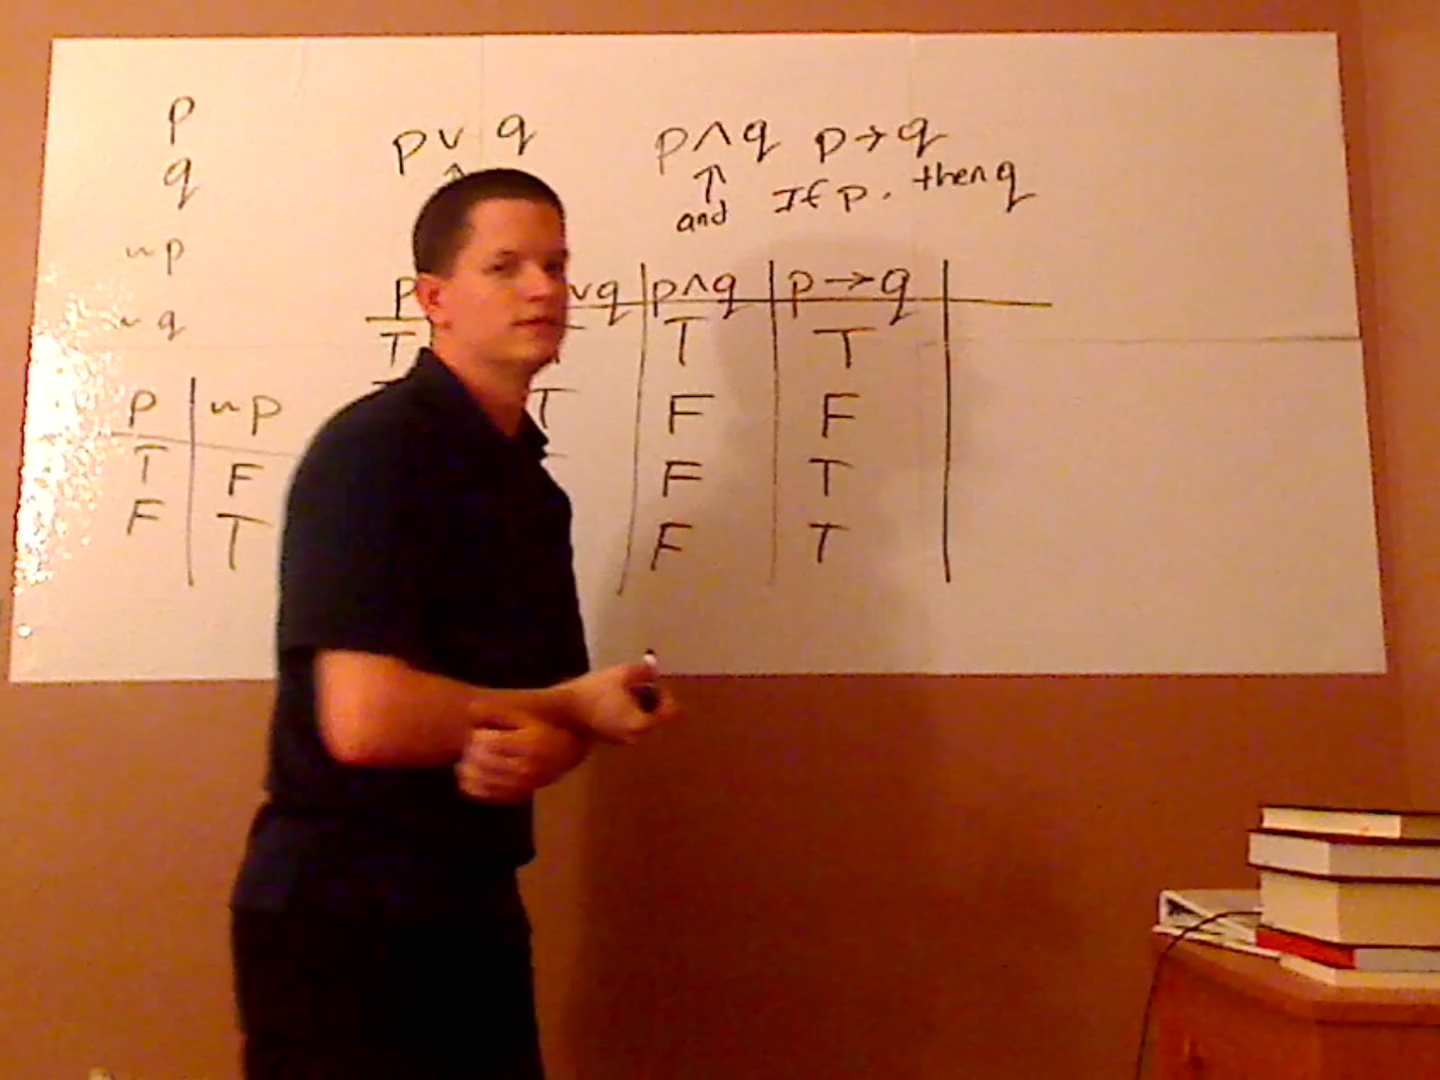 p
q
~p
~q
p ~p
T F
F T
p∨q
p∧q p→q
↑ ↑
and If p, then q
p ∨q p∧q p→q
T T T
T F F
F T
F T